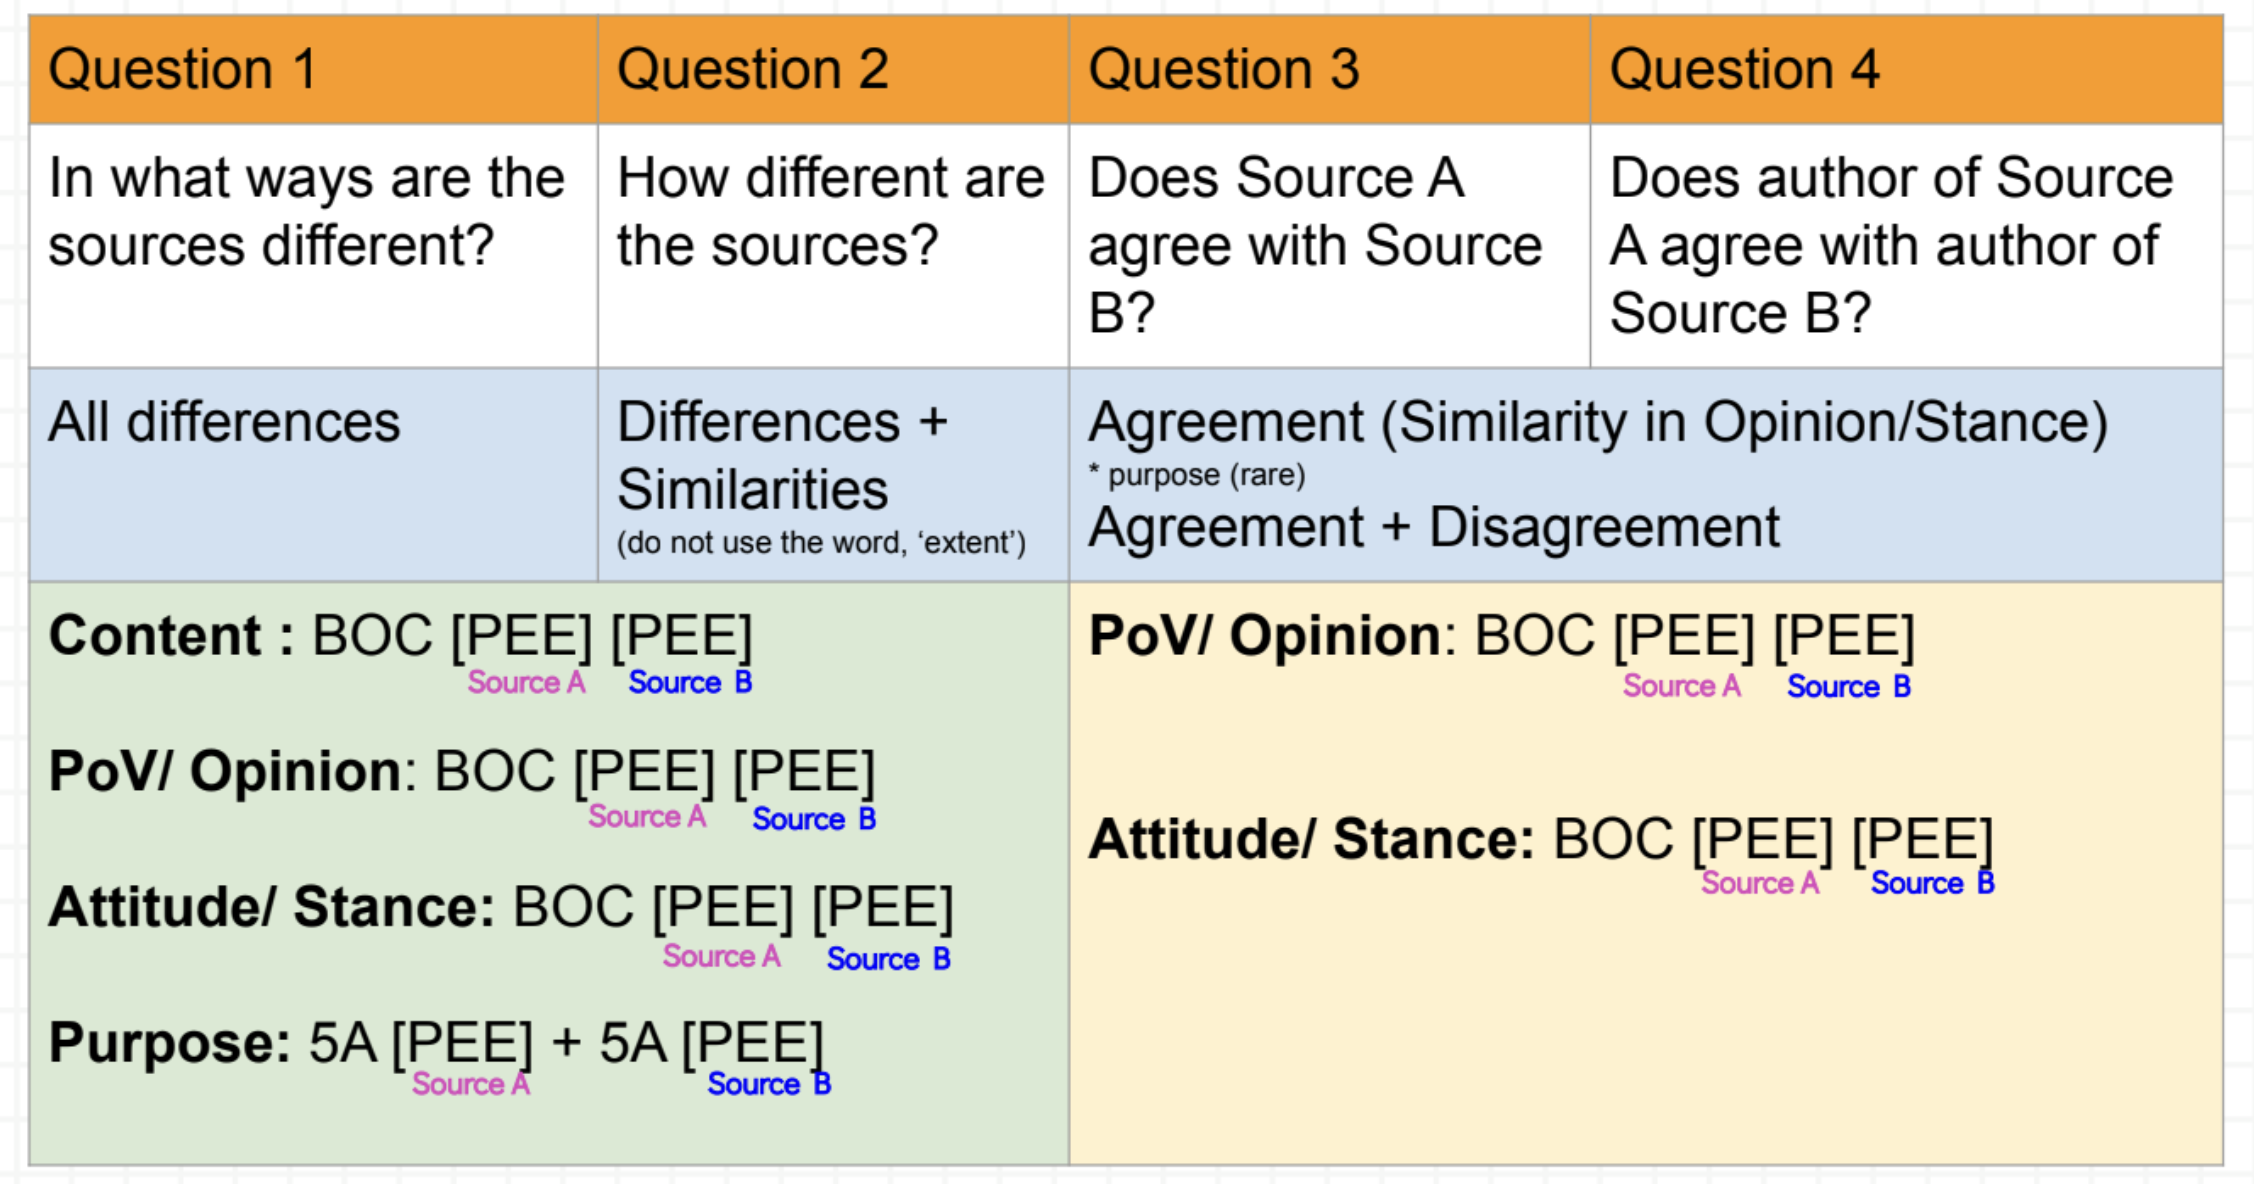 Question 1
Question 2
Question 3
Question 4
In what ways are the
sources different?
How different are
the sources?
Does Source A
agree with Source
B?
Does author of Source
A agree with author of
Source B?
All differences
Differences +
Similarities
(do not use the word, ‘extent’)
Agreement (Similarity in Opinion/Stance)
* purpose (rare)
Agreement + Disagreement
Content : BOC [PEE] [PEE]
Source A Source B
PoV/ Opinion: BOC [PEE] [PEE]
Source A Source B
Attitude/ Stance: BOC [PEE] [PEE]
Source A Source B
Purpose: 5A [PEE] + 5A [PEE]
Source A Source B
PoV/ Opinion: BOC [PEE] [PEE]
Source A Source B
Attitude/ Stance: BOC [PEE] [PEE]
Source A Source B